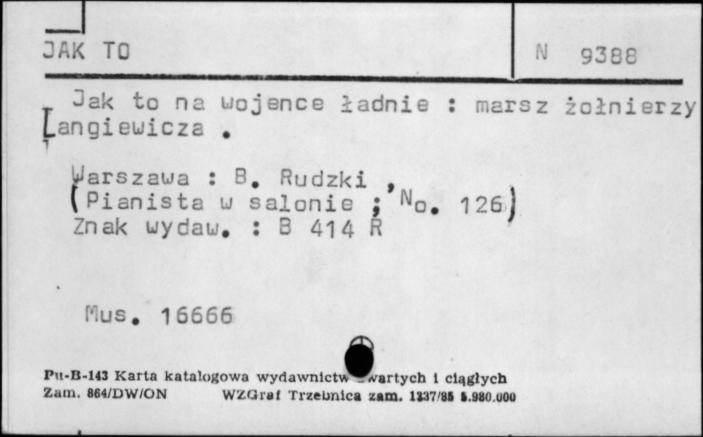 JAK TO N 9388
Jak to na wojence ładnie : marsz żołnierzy
Langiewicza .
Warszawa : B. Rudzki ,
(Pianista w salonie ; No. 126)
Znak wydaw. : B 414 R
Mus. 16666
Pu-B-143 Karta katalogowa wydawnictw zwartych i ciągłych
Zam. 864/DW/ON WZGraf Trzebnica zam. 1337/85 5.980.000